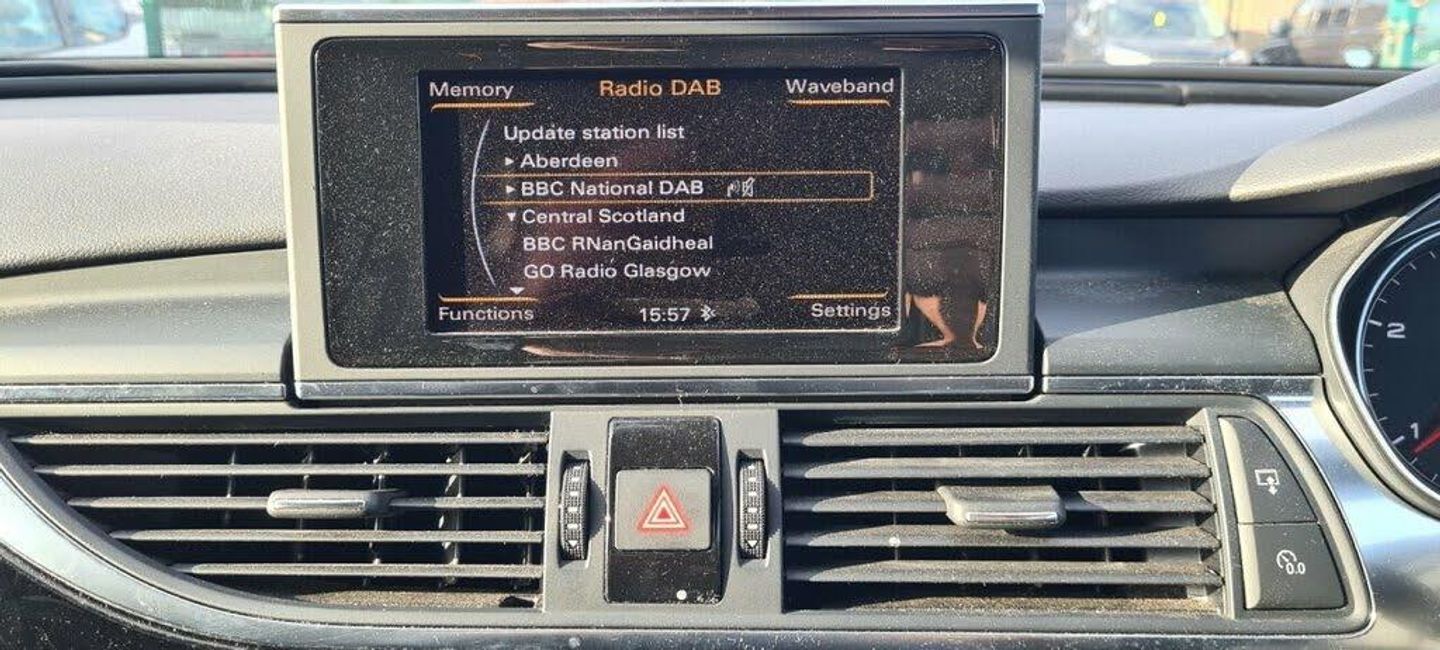 Memory Radio DAB Waveband
Update station list
Aberdeen
BBC National DAB
Central Scotland
BBC RNanGaidheal
GO Radio Glasgow
Functions 15:57 Settings
2
1
0.0